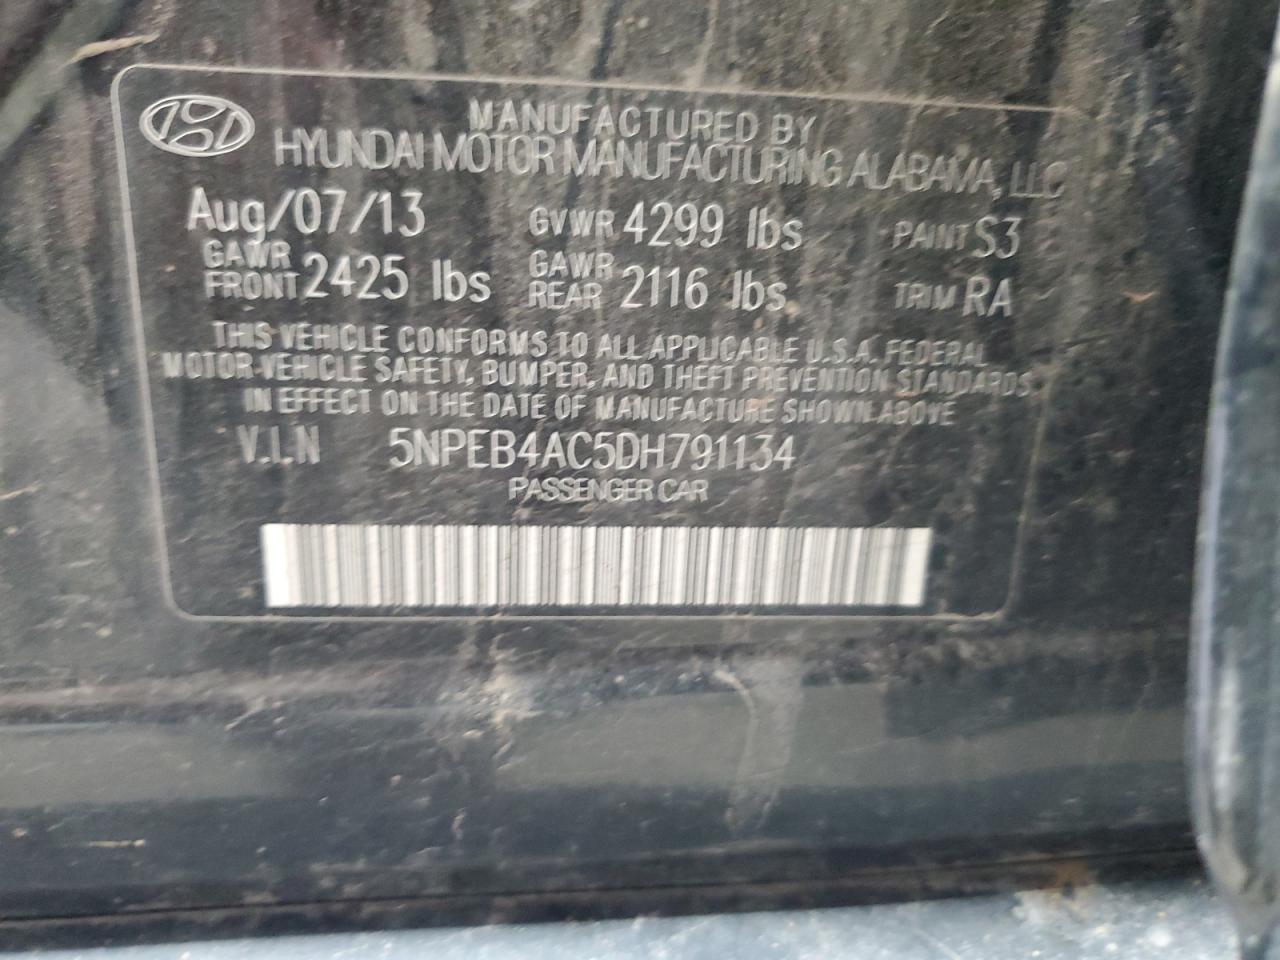 MANUFACTURED BY
HYUNDAI MOTOR MANUFACTURING ALABAMA, LLC
Aug/07/13 GVWR 4299 lbs PAINT S3
GAWR FRONT 2425 lbs GAWR REAR 2116 lbs TRIM RA
THIS VEHICLE CONFORMS TO ALL APPLICABLE U.S.A. FEDERAL
MOTOR VEHICLE SAFETY, BUMPER, AND THEFT PREVENTION STANDARDS
IN EFFECT ON THE DATE OF MANUFACTURE SHOWN ABOVE
V.I.N 5NPEB4AC5DH791134
PASSENGER CAR